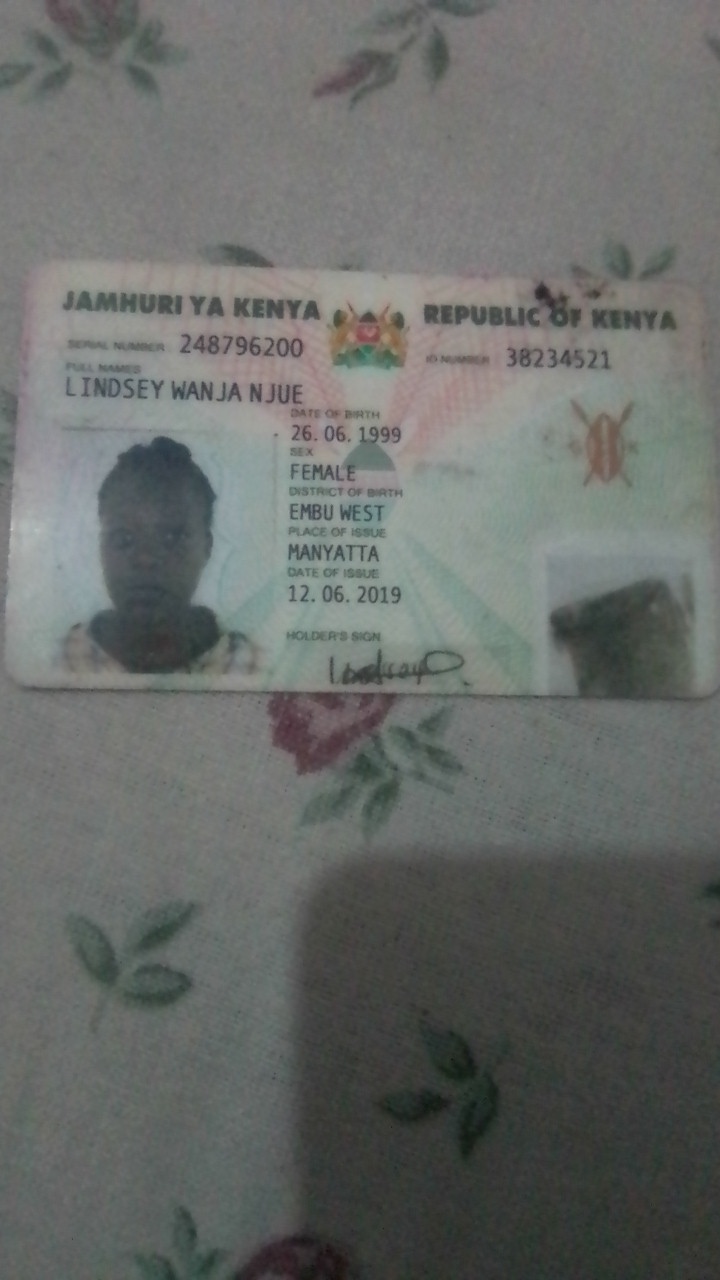 JAMHURI YA KENYA REPUBLIC OF KENYA
SERIAL NUMBER 248796200 ID NUMBER 38234521
FULL NAMES
LINDSEY WANJA NJUE
DATE OF BIRTH
26.06.1999
SEX
FEMALE
DISTRICT OF BIRTH
EMBU WEST
PLACE OF ISSUE
MANYATTA
DATE OF ISSUE
12.06.2019
HOLDER'S SIGN